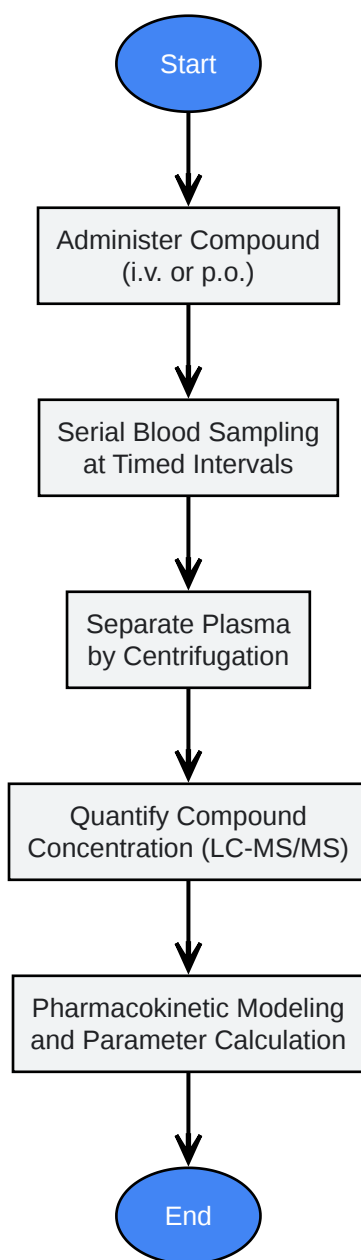 Start
Administer Compound
(i.v. or p.o.)
Serial Blood Sampling
at Timed Intervals
Separate Plasma
by Centrifugation
Quantify Compound
Concentration (LC-MS/MS)
Pharmacokinetic Modeling
and Parameter Calculation
End